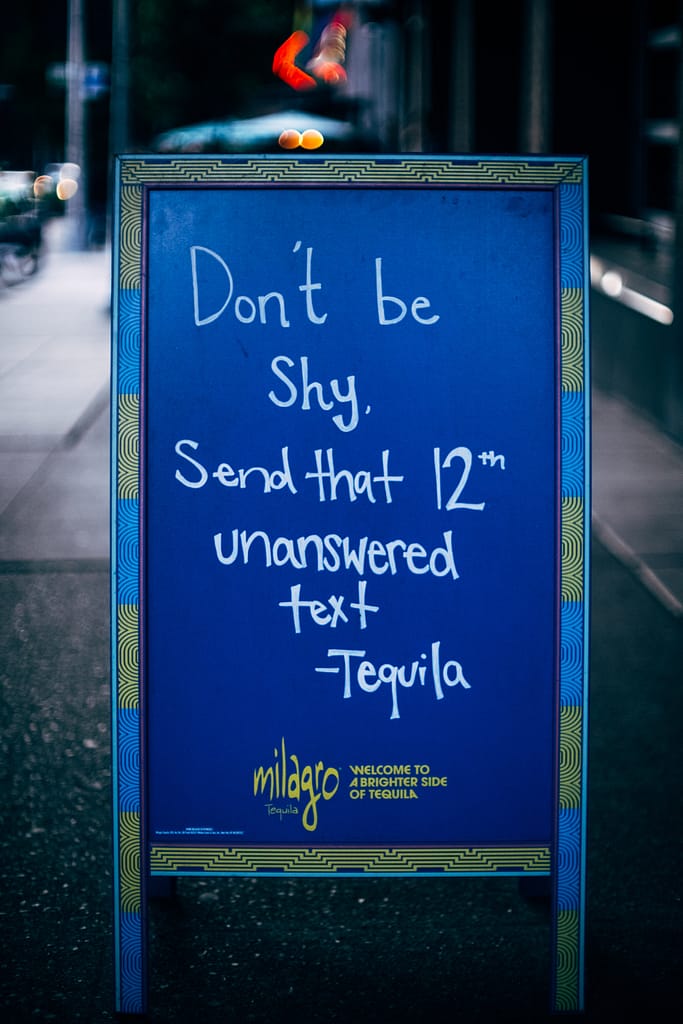 Don't be
Shy,
Send that 12th
unanswered
text
-Tequila
milagro
Tequila
WELCOME TO
A BRIGHTER SIDE
OF TEQUILA